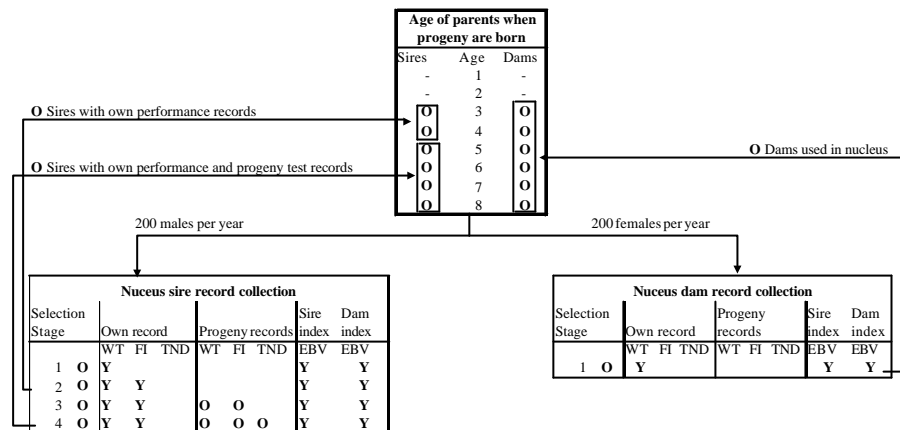 Age of parents when
progeny are born
Sires Age Dams
- 1 -
- 2 -
O 3 O
O 4 O
O 5 O
O 6 O
O 7 O
O 8 O
O Sires with own performance records
O Sires with own performance and progeny test records
O Dams used in nucleus
200 males per year
200 females per year
Nuceus sire record collection
Selection Sire Dam
Stage Own record Progeny records index index
WT FI TND WT FI TND EBV EBV
1 O Y Y Y
2 O Y Y Y Y
3 O Y Y O O Y Y
4 O Y Y O O O Y Y
Nuceus dam record collection
Selection Progeny Sire Dam
Stage Own record records index index
WT FI TND WT FI TND EBV EBV
1 O Y Y Y